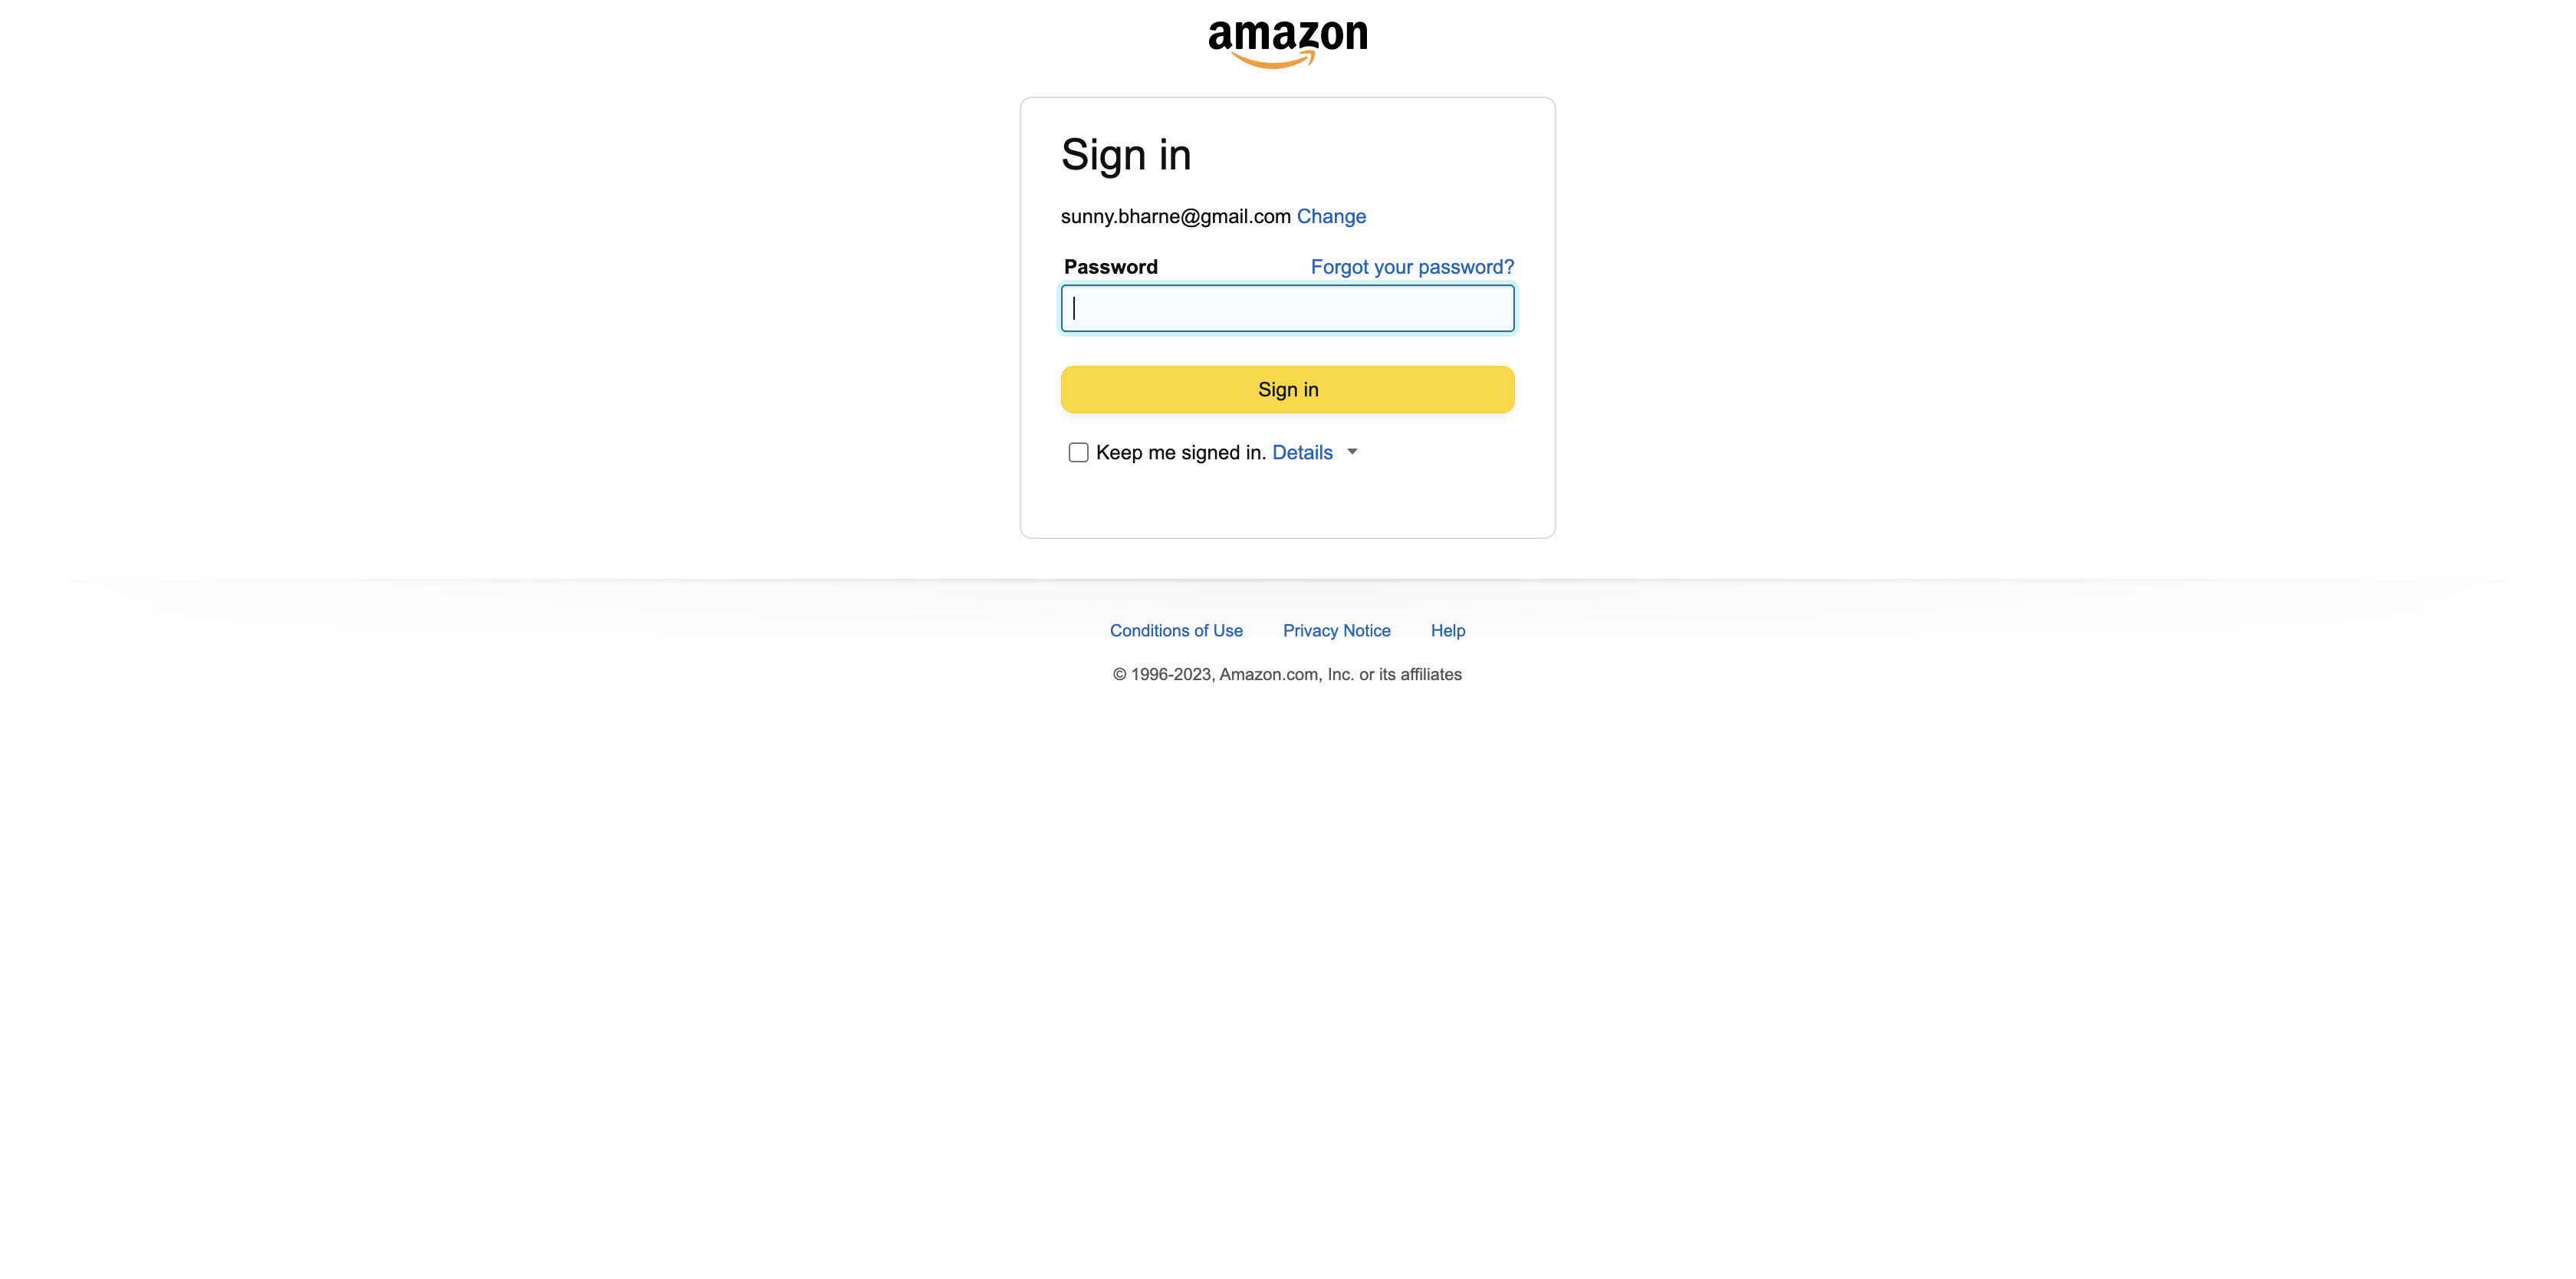 amazon
Sign in
sunny.bharne@gmail.com Change
Password Forgot your password?
Sign in
Keep me signed in. Details
Conditions of Use Privacy Notice Help
© 1996-2023, Amazon.com, Inc. or its affiliates